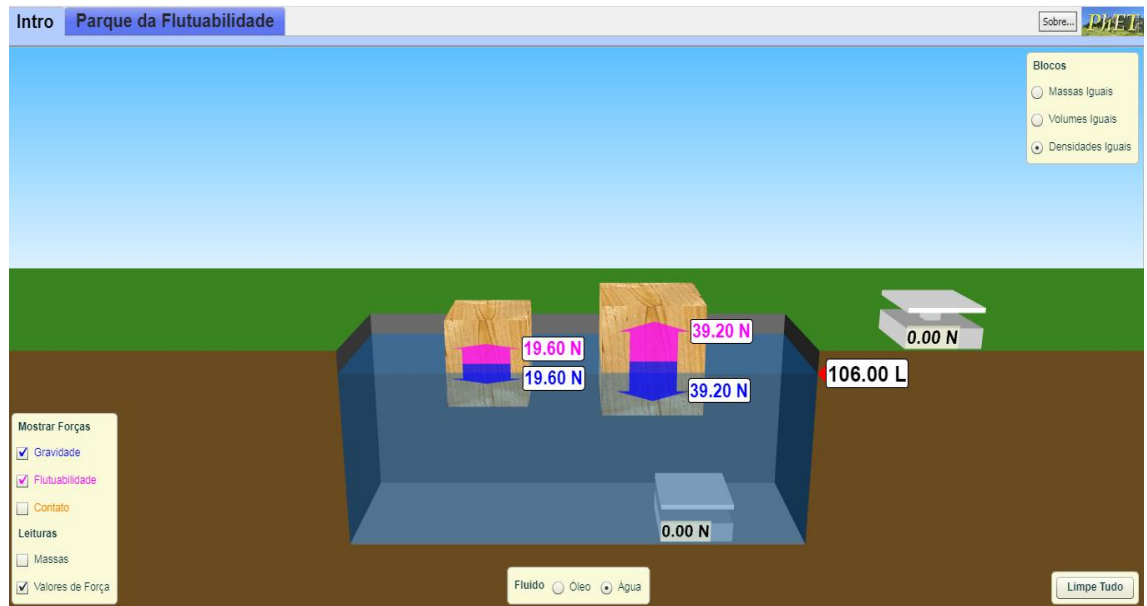 Intro
Parque da Flutuabilidade
Sobre...
PhET
Blocos
Massas Iguais
Volumes Iguais
Densidades Iguais
39.20 N
0.00 N
19.60 N
106.00 L
19.60 N
39.20 N
Mostrar Forças
Gravidade
Flutuabilidade
Contato
Leituras
Massas
Valores de Força
0.00 N
Fluido
Óleo
Água
Limpe Tudo